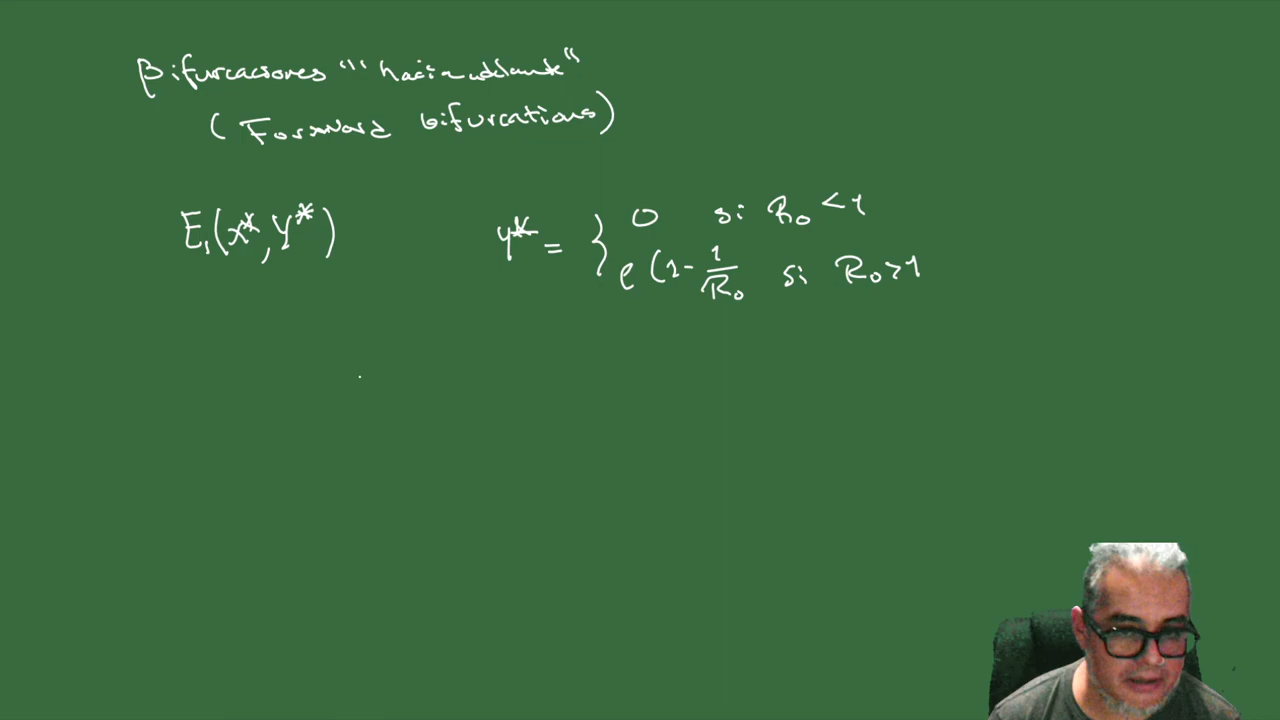 Bifurcaciones "hacia adelante"
(Forward bifurcations)
E₁(x*, y*)
y* = { 0 si R₀ < 1
ρ (1 - 1/R₀ si R₀ > 1